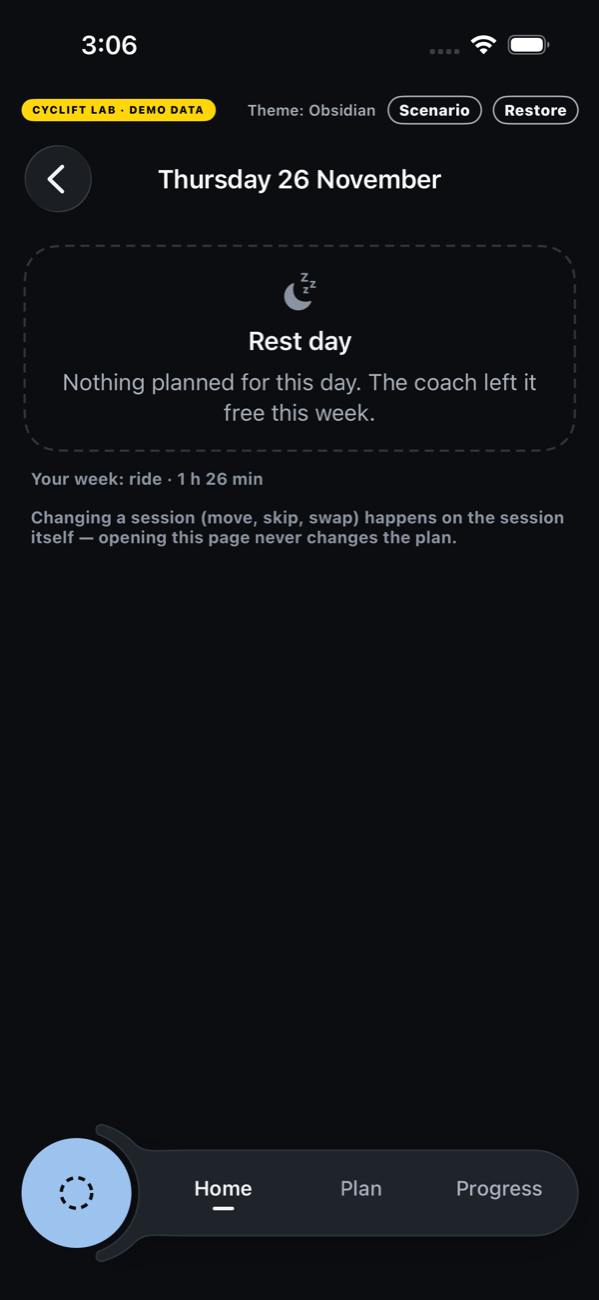 3:06
CYCLIFT LAB · DEMO DATA Theme: Obsidian Scenario Restore
Thursday 26 November
z z z
Rest day
Nothing planned for this day. The coach left it
free this week.
Your week: ride · 1 h 26 min
Changing a session (move, skip, swap) happens on the session
itself — opening this page never changes the plan.
Home Plan Progress